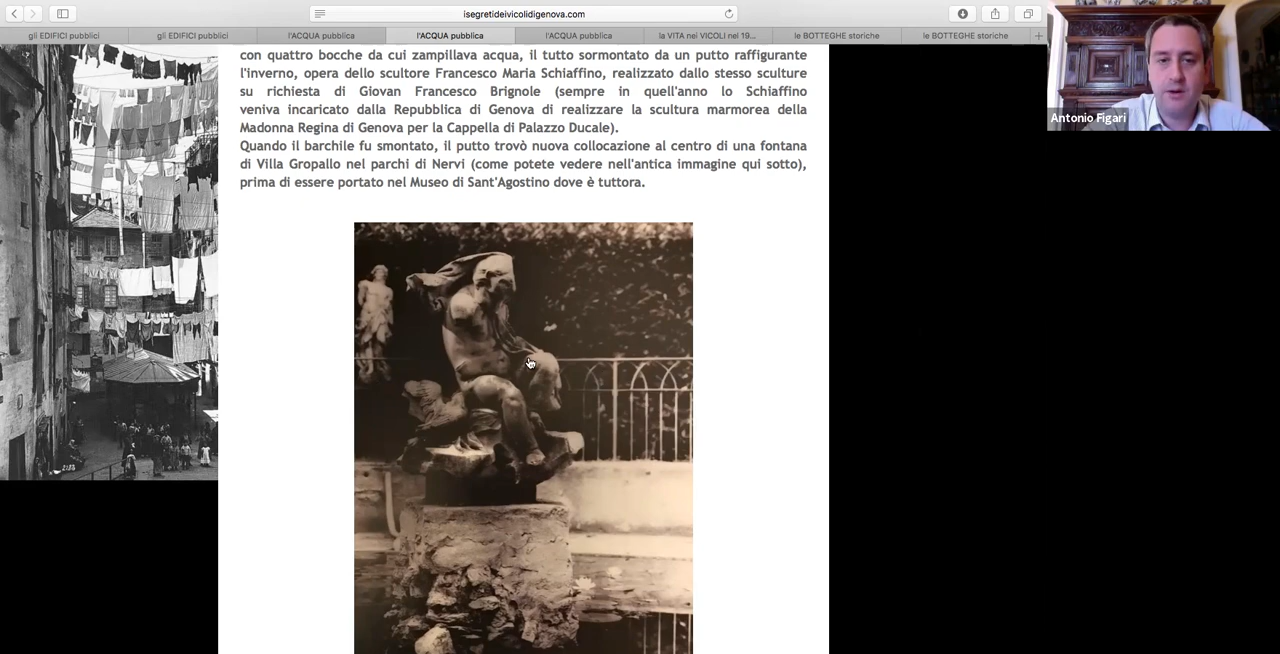 isegretideivicolidigenova.com
gli EDIFICI pubblici
gli EDIFICI pubblici
l'ACQUA pubblica
l'ACQUA pubblica
l'ACQUA pubblica
la VITA nei VICOLI nel 19...
le BOTTEGHE storiche
le BOTTEGHE storiche
Antonio Figari
con quattro bocche da cui zampillava acqua, il tutto sormontato da un putto raffigurante
l'inverno, opera dello scultore Francesco Maria Schiaffino, realizzato dallo stesso sculture
su richiesta di Giovan Francesco Brignole (sempre in quell'anno lo Schiaffino
veniva incaricato dalla Repubblica di Genova di realizzare la scultura marmorea della
Madonna Regina di Genova per la Cappella di Palazzo Ducale).
Quando il barchile fu smontato, il putto trovò nuova collocazione al centro di una fontana
di Villa Gropallo nel parchi di Nervi (come potete vedere nell'antica immagine qui sotto),
prima di essere portato nel Museo di Sant'Agostino dove è tuttora.